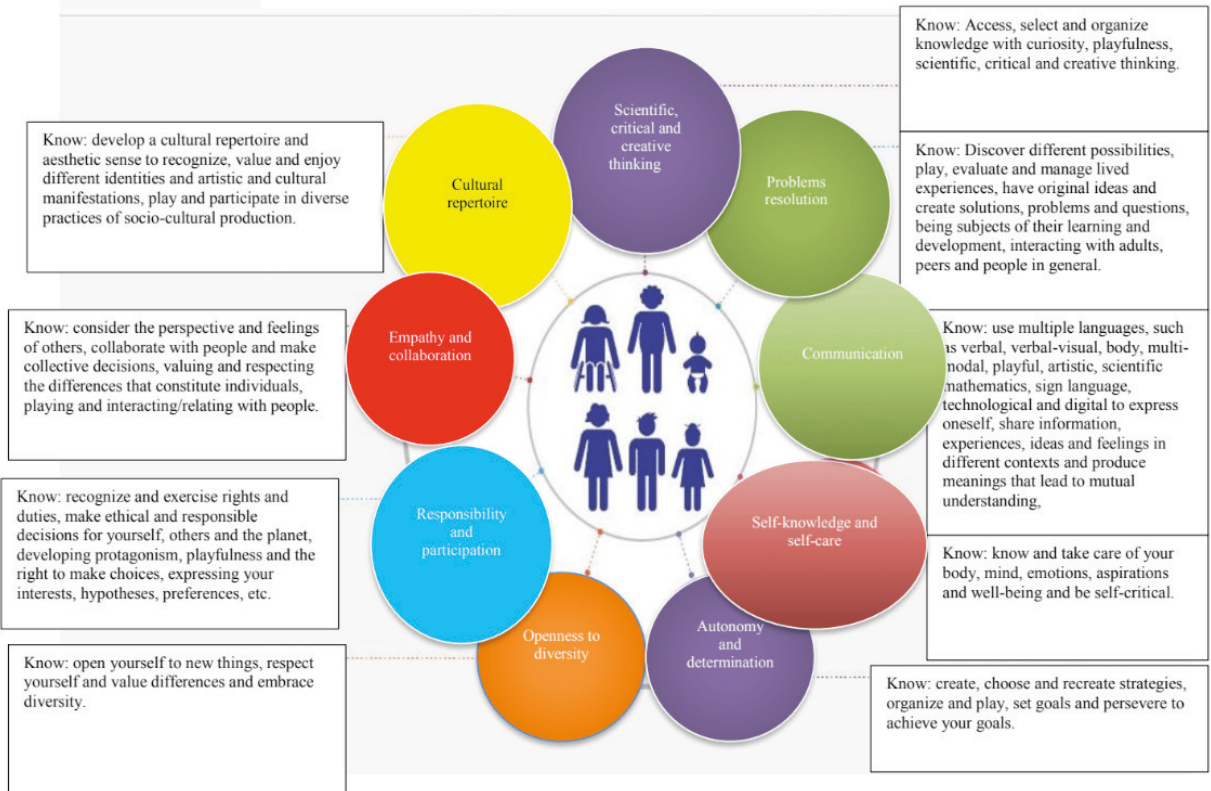 Know: Access, select and organize
knowledge with curiosity, playfulness,
scientific, critical and creative thinking.
Scientific,
critical and
creative
thinking
Know: develop a cultural repertoire and
aesthetic sense to recognize, value and enjoy
different identities and artistic and cultural
manifestations, play and participate in diverse
practices of socio-cultural production.
Cultural
repertoire
Problems
resolution
Know: Discover different possibilities,
play, evaluate and manage lived
experiences, have original ideas and
create solutions, problems and questions,
being subjects of their learning and
development, interacting with adults,
peers and people in general.
Know: consider the perspective and feelings
of others, collaborate with people and make
collective decisions, valuing and respecting
the differences that constitute individuals,
playing and interacting/relating with people.
Empathy and
collaboration
Communication
Know: use multiple languages, such
as verbal, verbal-visual, body, multi-
modal, playful, artistic, scientific
mathematics, sign language,
technological and digital to express
oneself, share information,
experiences, ideas and feelings in
different contexts and produce
meanings that lead to mutual
understanding,
Know: recognize and exercise rights and
duties, make ethical and responsible
decisions for yourself, others and the planet,
developing protagonism, playfulness and the
right to make choices, expressing your
interests, hypotheses, preferences, etc.
Responsibility
and
participation
Self-knowledge and
self-care
Know: know and take care of your
body, mind, emotions, aspirations
and well-being and be self-critical.
Know: open yourself to new things, respect
yourself and value differences and embrace
diversity.
Openness to
diversity
Autonomy
and
determination
Know: create, choose and recreate strategies,
organize and play, set goals and persevere to
achieve your goals.